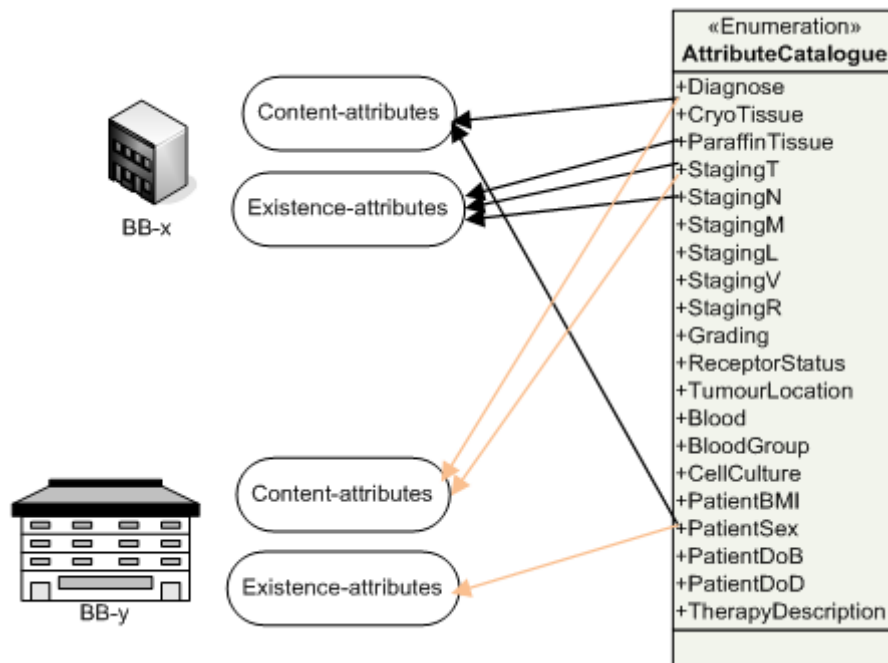 «Enumeration»
AttributeCatalogue
+Diagnose
+CryoTissue
+ParaffinTissue
+StagingT
+StagingN
+StagingM
+StagingL
+StagingV
+StagingR
+Grading
+ReceptorStatus
+TumourLocation
+Blood
+BloodGroup
+CellCulture
+PatientBMI
+PatientSex
+PatientDoB
+PatientDoD
+TherapyDescription
Content-attributes
Existence-attributes
BB-x
Content-attributes
Existence-attributes
BB-y